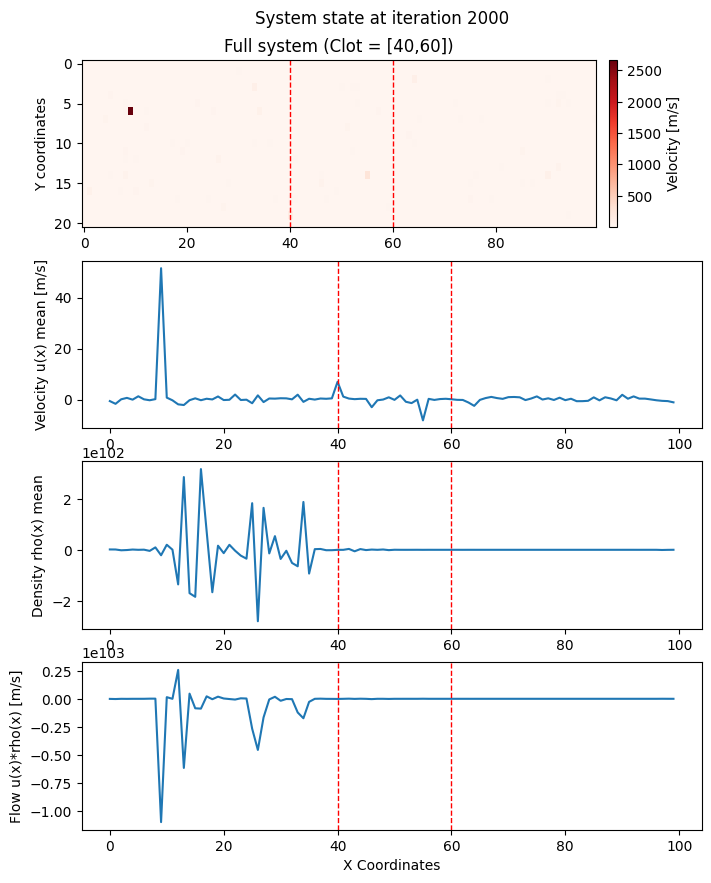 System state at iteration 2000
Full system (Clot = [40,60])
Y coordinates
0
5
10
15
20
0 20 40 60 80
2500
2000
1500
1000
500
Velocity [m/s]
Velocity u(x) mean [m/s]
40
20
0
0 20 40 60 80 100
1e102
Density rho(x) mean
2
0
−2
0 20 40 60 80 100
1e103
Flow u(x)*rho(x) [m/s]
0.25
0.00
−0.25
−0.50
−0.75
−1.00
0 20 40 60 80 100
X Coordinates